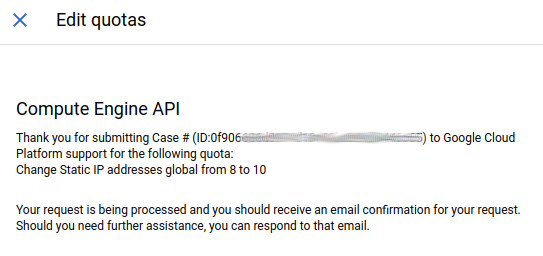 Edit quotas
Compute Engine API
Thank you for submitting Case # (ID:0f906 ) to Google Cloud
Platform support for the following quota:
Change Static IP addresses global from 8 to 10
Your request is being processed and you should receive an email confirmation for your request.
Should you need further assistance, you can respond to that email.